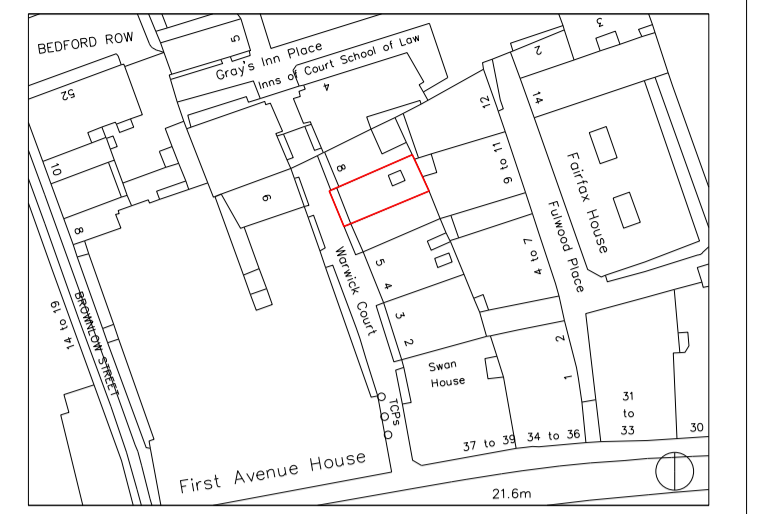 BEDFORD ROW
5
Gray's Inn Place
Inns of Court School of Law
3
2
52
4
12
14
10
8
9 to 11
Fairfax House
6
8
Fulwood Place
Warwick Court
5
4
4 to 7
14 to 19
BROWNLOW STREET
3
2
2
Swan
House
1
TCPs
31
to
33
30
37 to 39
34 to 36
First Avenue House
21.6m